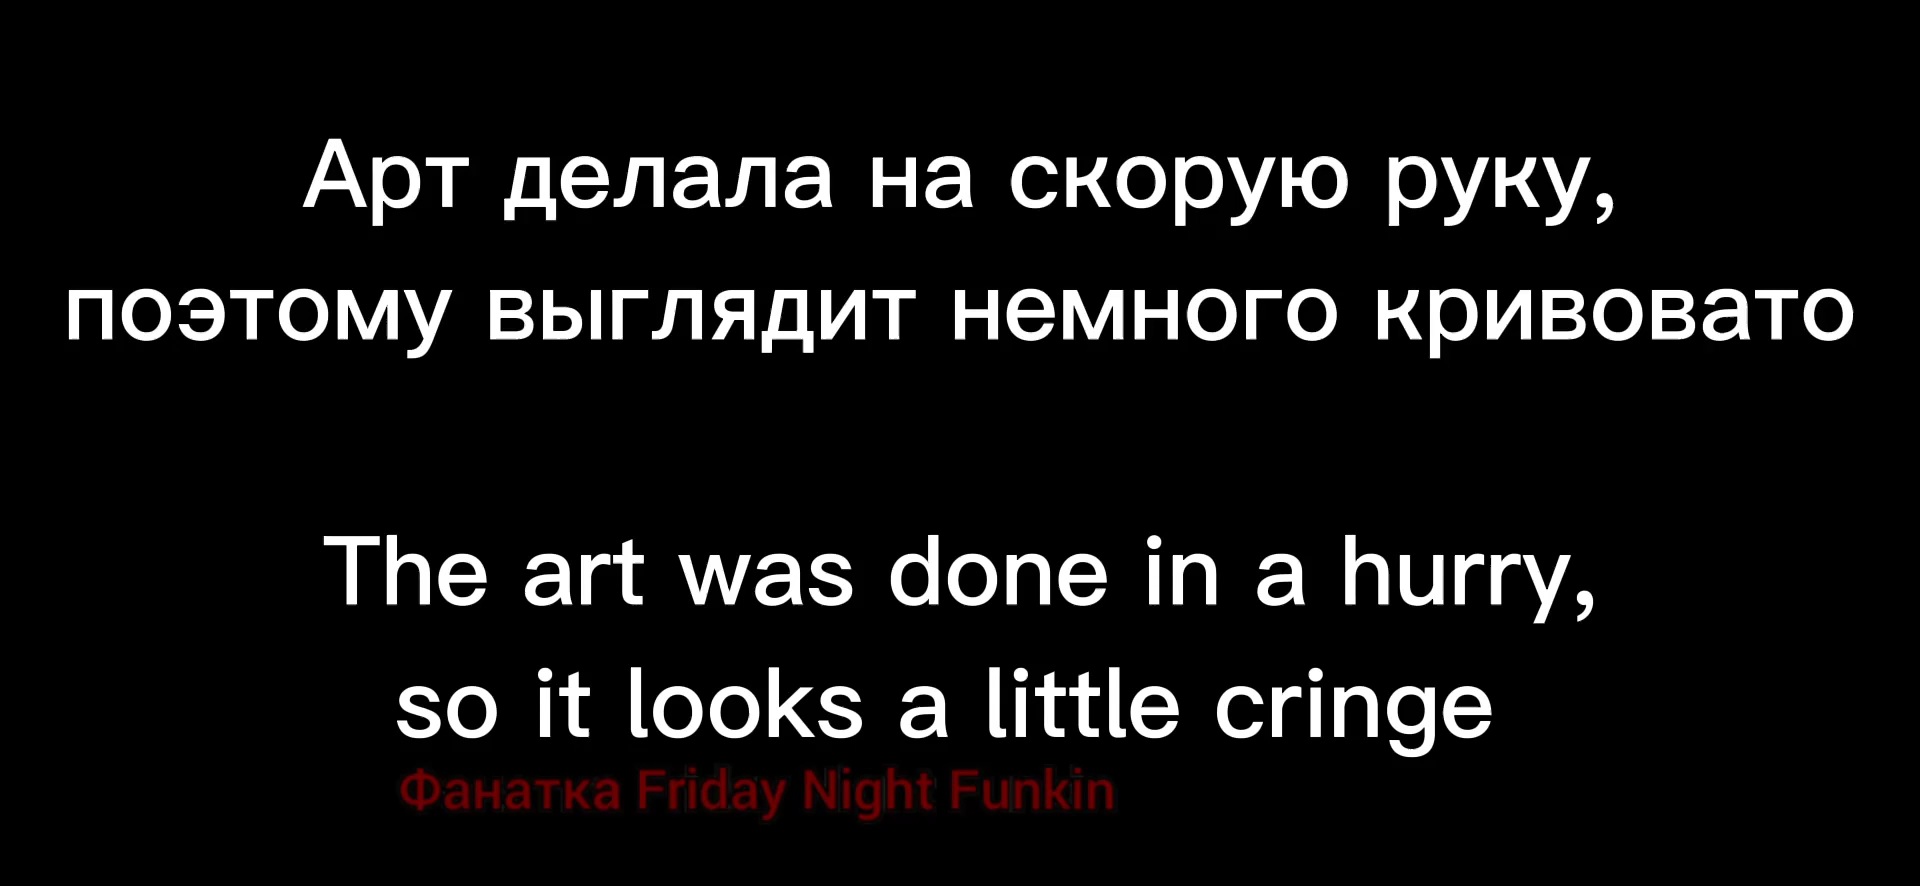 Арт делала на скорую руку,
поэтому выглядит немного кривовато
The art was done in a hurry,
so it looks a little cringe
Фанатка Friday Night Funkin